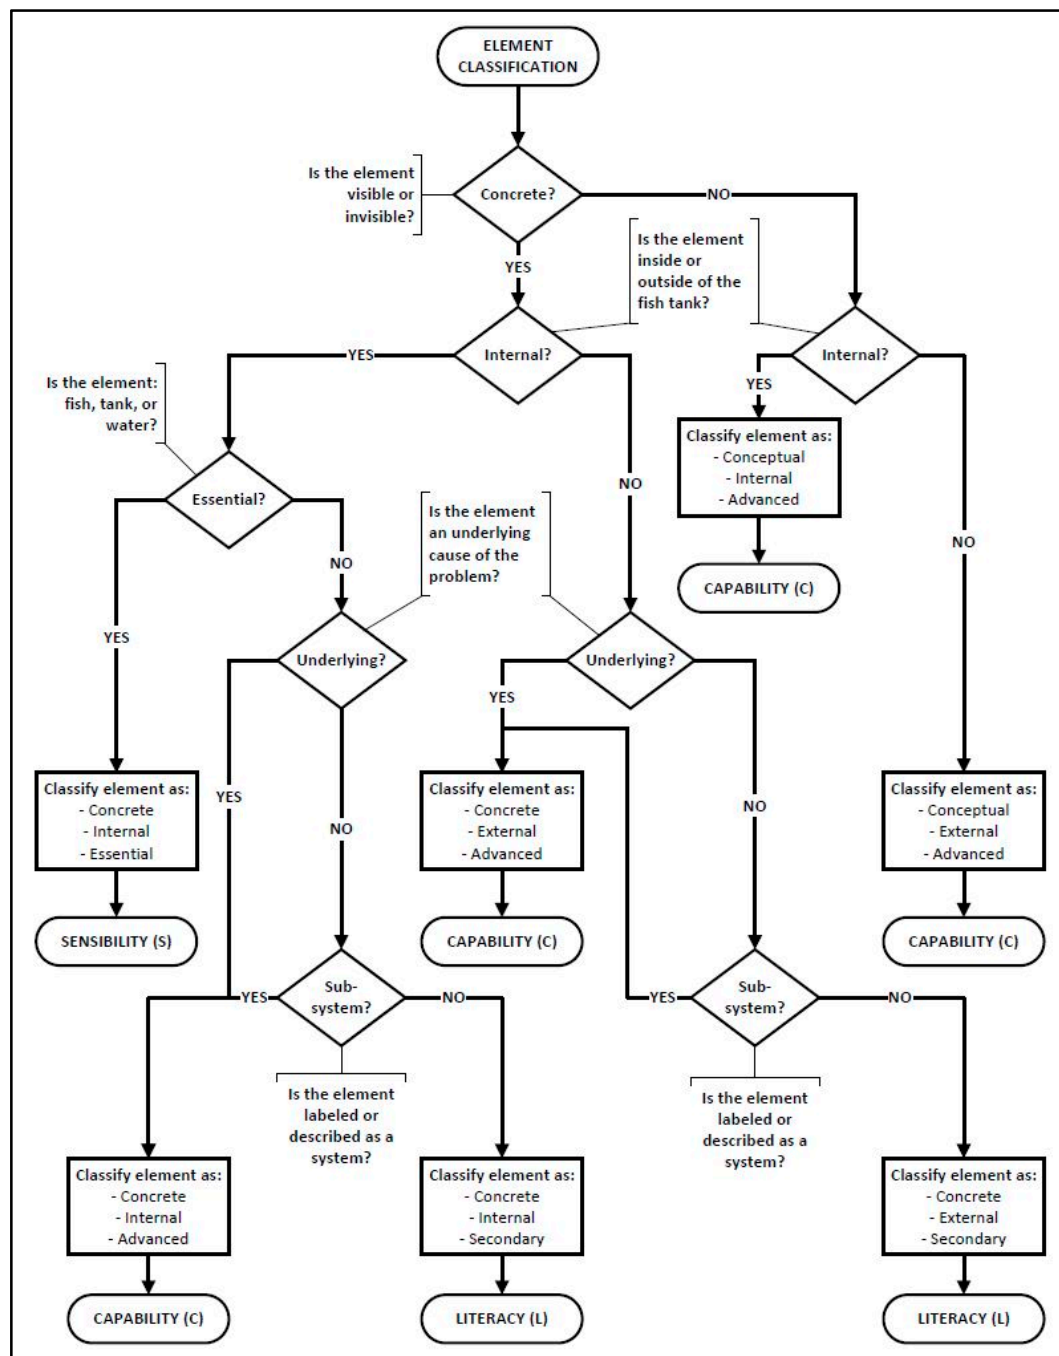 ELEMENT
CLASSIFICATION
Is the element
visible or
invisible?
Concrete?
NO
YES
Is the element
inside or
outside of the
fish tank?
Internal?
YES
NO
Internal?
YES
NO
Is the element:
fish, tank, or
water?
Classify element as:
- Conceptual
- Internal
- Advanced
CAPABILITY (C)
Essential?
YES
NO
Is the element
an underlying
cause of the
problem?
Underlying?
YES
NO
Underlying?
YES
NO
Classify element as:
- Concrete
- Internal
- Essential
SENSIBILITY (S)
Classify element as:
- Concrete
- External
- Advanced
CAPABILITY (C)
Classify element as:
- Conceptual
- External
- Advanced
CAPABILITY (C)
Sub-
system?
YES
NO
Sub-
system?
YES
NO
Is the element
labeled or
described as a
system?
Is the element
labeled or
described as a
system?
Classify element as:
- Concrete
- Internal
- Advanced
CAPABILITY (C)
Classify element as:
- Concrete
- Internal
- Secondary
LITERACY (L)
Classify element as:
- Concrete
- External
- Secondary
LITERACY (L)